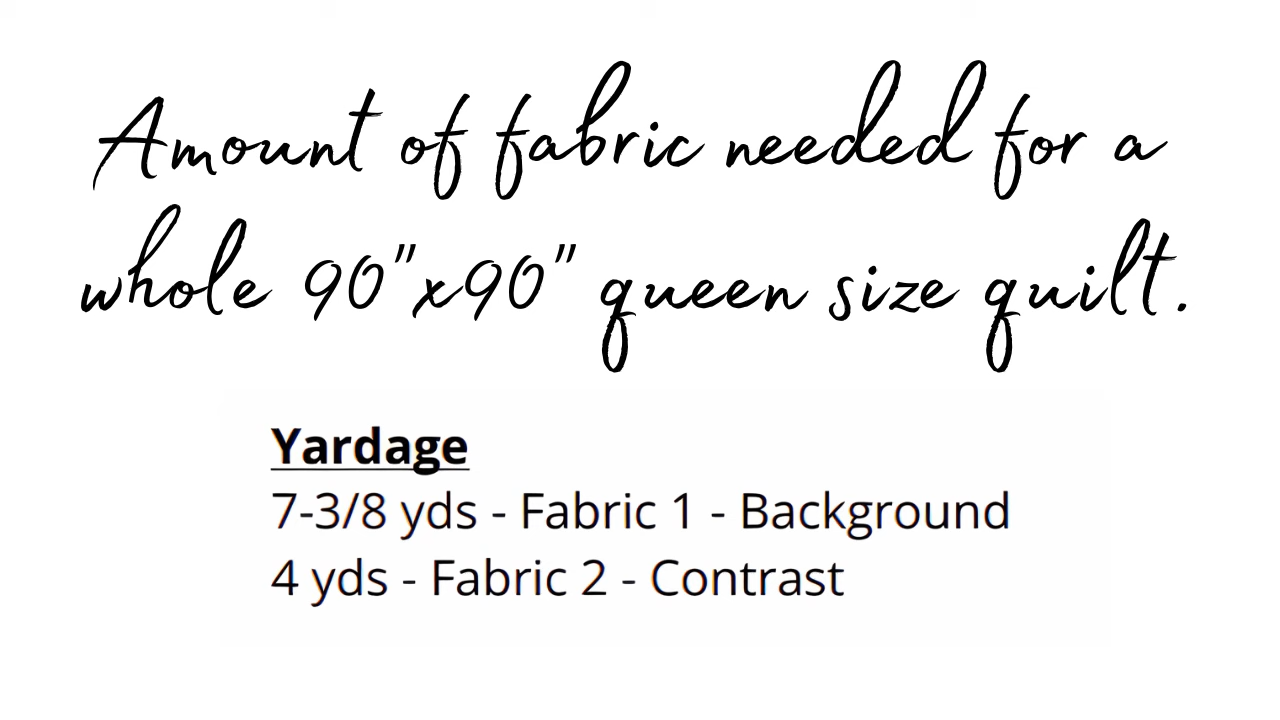 Amount of fabric needed for a
whole 90"x90" queen size quilt.
Yardage
7-3/8 yds - Fabric 1 - Background
4 yds - Fabric 2 - Contrast